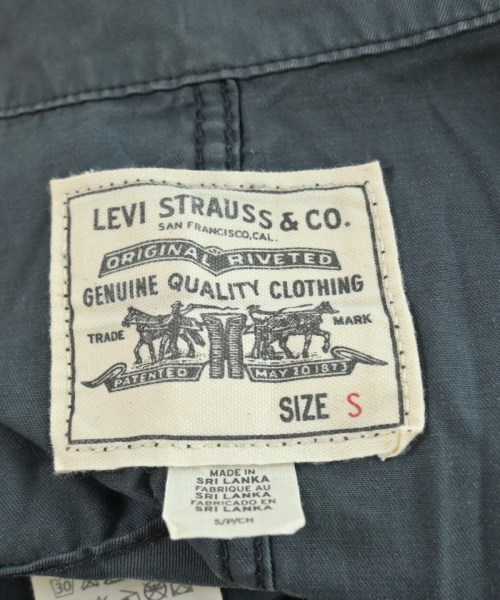 LEVI STRAUSS & CO.
SAN FRANCISCO, CAL.
ORIGINAL RIVETED
GENUINE QUALITY CLOTHING
TRADE MARK
PATENTED MAY 20 1873
SIZE S
MADE IN
SRI LANKA
FABRIQUE AU
SRI LANKA
FABRICADO EN
SRI LANKA
S/P/CH
30